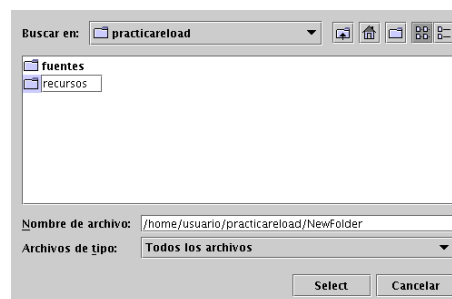 Buscar en: practicareload
fuentes
recursos
Nombre de archivo: /home/usuario/practicareload/NewFolder
Archivos de tipo: Todos los archivos
Select Cancelar